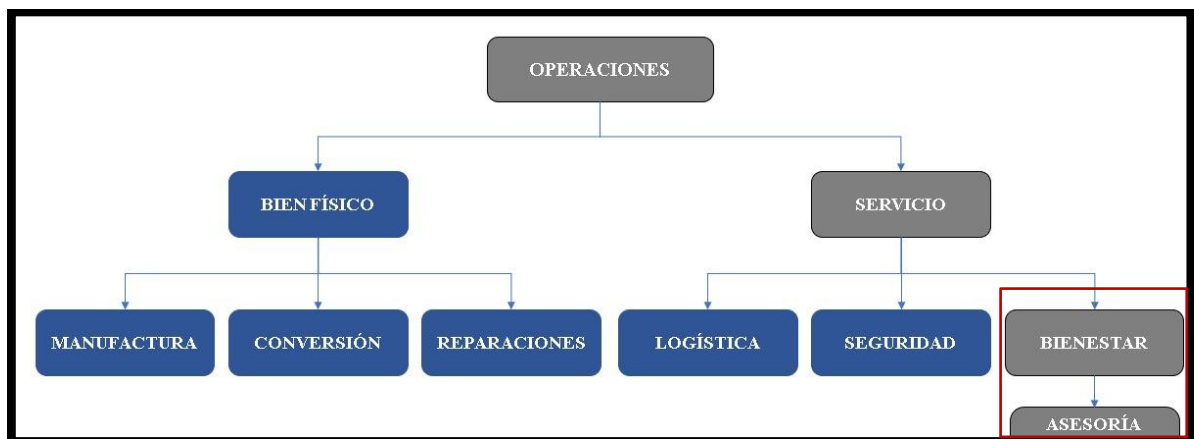 OPERACIONES
BIEN FÍSICO
SERVICIO
MANUFACTURA
CONVERSIÓN
REPARACIONES
LOGÍSTICA
SEGURIDAD
BIENESTAR
ASESORÍA